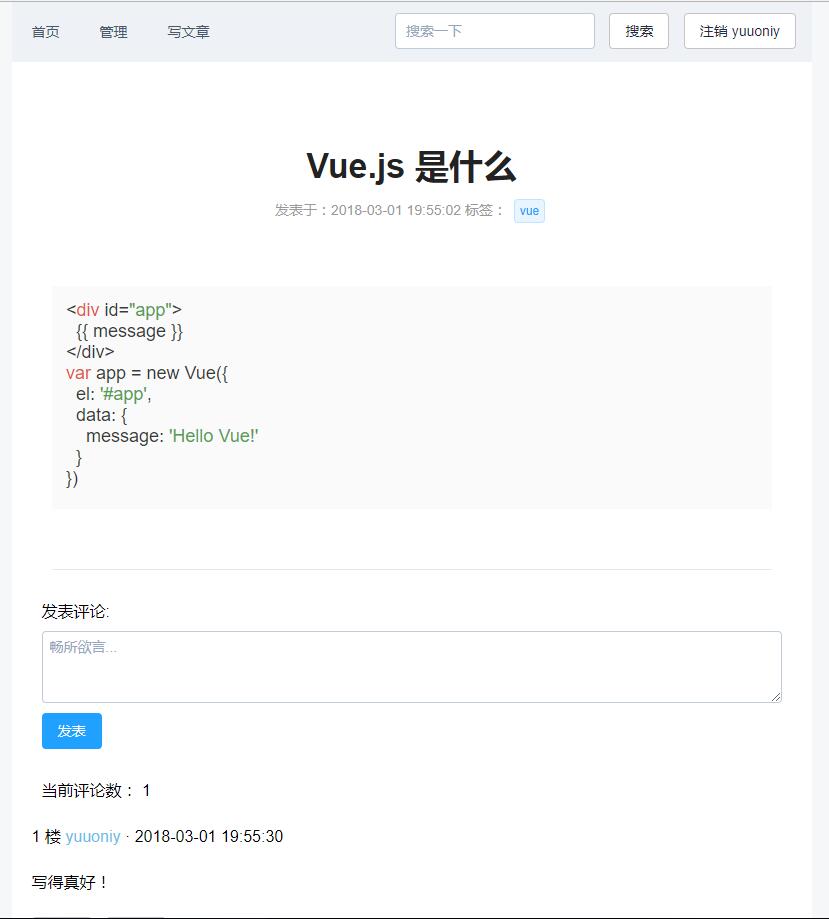 首页 管理 写文章 搜索一下 搜索 注销 yuuoniy
Vue.js 是什么
发表于：2018-03-01 19:55:02 标签： vue
<div id="app">
  {{ message }}
</div>
var app = new Vue({
  el: '#app',
  data: {
    message: 'Hello Vue!'
  }
})
发表评论:
畅所欲言...
发表
当前评论数： 1
1 楼 yuuoniy · 2018-03-01 19:55:30
写得真好！